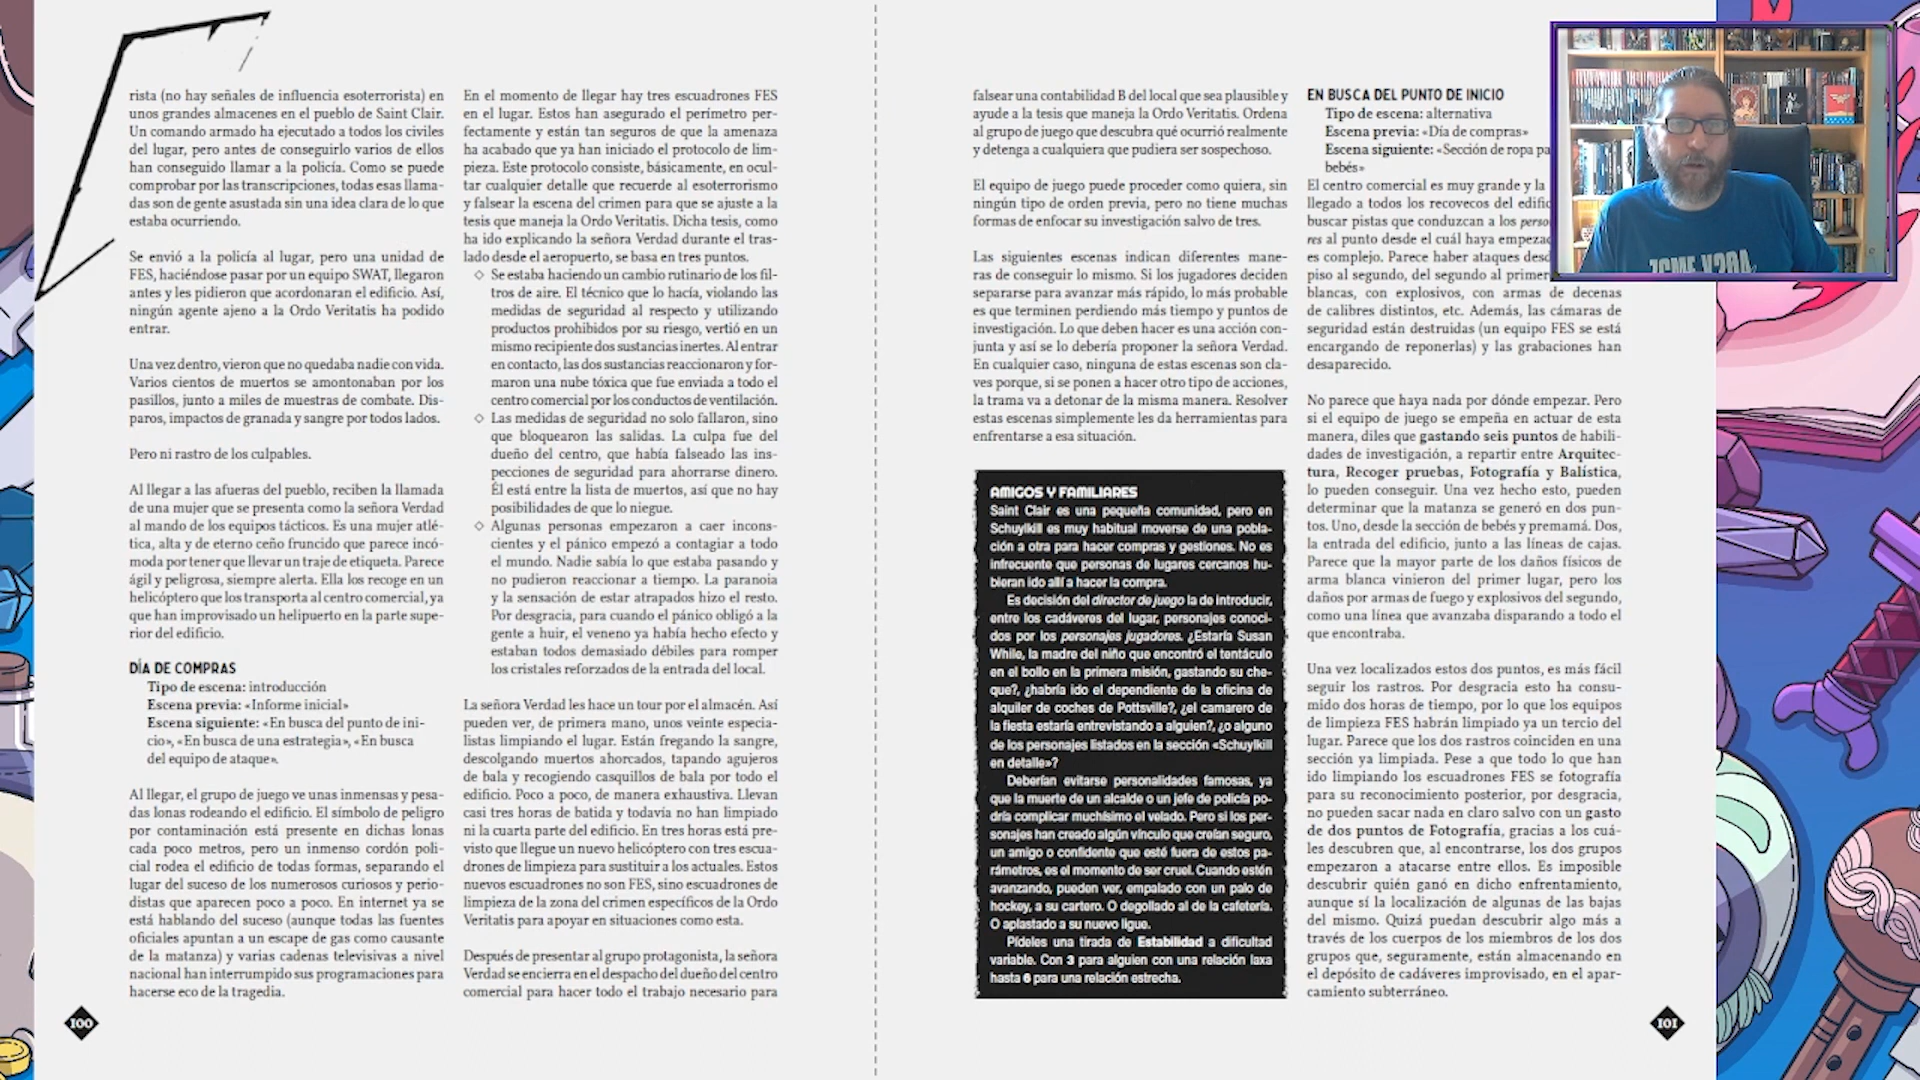 rista (no hay señales de influencia esoterrorista) en
unos grandes almacenes en el pueblo de Saint Clair.
Un comando armado ha ejecutado a todos los civiles
del lugar, pero antes de conseguirlo varios de ellos
han conseguido llamar a la policía. Como se puede
comprobar por las transcripciones, todas esas llama-
das son de gente asustada sin una idea clara de lo que
estaba ocurriendo.
Se envió a la policía al lugar, pero una unidad de
FES, haciéndose pasar por un equipo SWAT, llegaron
antes y les pidieron que acordonaran el edificio. Así,
ningún agente ajeno a la Ordo Veritatis ha podido
entrar.
Una vez dentro, vieron que no quedaba nadie con vida.
Varios cientos de muertos se amontonaban por los
pasillos, junto a miles de muestras de combate. Dis-
paros, impactos de granada y sangre por todos lados.
Pero ni rastro de los culpables.
Al llegar a las afueras del pueblo, reciben la llamada
de una mujer que se presenta como la señora Verdad
al mando de los equipos tácticos. Es una mujer atlé-
tica, alta y de eterno ceño fruncido que parece incó-
moda por tener que llevar un traje de etiqueta. Parece
ágil y peligrosa, siempre alerta. Ella los recoge en un
helicóptero que los transporta al centro comercial, ya
que han improvisado un helipuerto en la parte supe-
rior del edificio.
DÍA DE COMPRAS
Tipo de escena: introducción
Escena previa: «Informe inicial»
Escena siguiente: «En busca del punto de ini-
cio», «En busca de una estrategia», «En busca
del equipo de ataque».
Al llegar, el grupo de juego ve unas inmensas y pesa-
das lonas rodeando el edificio. El símbolo de peligro
por contaminación está presente en dichas lonas
cada poco metros, pero un inmenso cordón poli-
cial rodea el edificio de todas formas, separando el
lugar del suceso de los numerosos curiosos y perio-
distas que aparecen poco a poco. En internet ya se
está hablando del suceso (aunque todas las fuentes
oficiales apuntan a un escape de gas como causante
de la matanza) y varias cadenas televisivas a nivel
nacional han interrumpido sus programaciones para
hacerse eco de la tragedia.
100
En el momento de llegar hay tres escuadrones FES
en el lugar. Estos han asegurado el perímetro per-
fectamente y están tan seguros de que la amenaza
ha acabado que ya han iniciado el protocolo de lim-
pieza. Este protocolo consiste, básicamente, en ocul-
tar cualquier detalle que recuerde al esoterrorismo
y falsear la escena del crimen para que se ajuste a la
tesis que maneja la Ordo Veritatis. Dicha tesis, como
ha ido explicando la señora Verdad durante el tras-
lado desde el aeropuerto, se basa en tres puntos.
◇ Se estaba haciendo un cambio rutinario de los fil-
tros de aire. El técnico que lo hacía, violando las
medidas de seguridad al respecto y utilizando
productos prohibidos por su riesgo, vertió en un
mismo recipiente dos sustancias inertes. Al entrar
en contacto, las dos sustancias reaccionaron y for-
maron una nube tóxica que fue enviada a todo el
centro comercial por los conductos de ventilación.
◇ Las medidas de seguridad no solo fallaron, sino
que bloquearon las salidas. La culpa fue del
dueño del centro, que había falseado las ins-
pecciones de seguridad para ahorrarse dinero.
Él está entre la lista de muertos, así que no hay
posibilidades de que lo niegue.
◇ Algunas personas empezaron a caer incons-
cientes y el pánico empezó a contagiar a todo
el mundo. Nadie sabía lo que estaba pasando y
no pudieron reaccionar a tiempo. La paranoia
y la sensación de estar atrapados hizo el resto.
Por desgracia, para cuando el pánico obligó a la
gente a huir, el veneno ya había hecho efecto y
estaban todos demasiado débiles para romper
los cristales reforzados de la entrada del local.
La señora Verdad les hace un tour por el almacén. Así
pueden ver, de primera mano, unos veinte especia-
listas limpiando el lugar. Están fregando la sangre,
descolgando muertos ahorcados, tapando agujeros
de bala y recogiendo casquillos de bala por todo el
edificio. Poco a poco, de manera exhaustiva. Llevan
casi tres horas de batida y todavía no han limpiado
ni la cuarta parte del edificio. En tres horas está pre-
visto que llegue un nuevo helicóptero con tres escua-
drones de limpieza para sustituir a los actuales. Estos
nuevos escuadrones no son FES, sino escuadrones de
limpieza de la zona del crimen específicos de la Ordo
Veritatis para apoyar en situaciones como esta.
Después de presentar al grupo protagonista, la señora
Verdad se encierra en el despacho del dueño del centro
comercial para hacer todo el trabajo necesario para
falsear una contabilidad B del local que sea plausible y
ayude a la tesis que maneja la Ordo Veritatis. Ordena
al grupo de juego que descubra qué ocurrió realmente
y detenga a cualquiera que pudiera ser sospechoso.
El equipo de juego puede proceder como quiera, sin
ningún tipo de orden previa, pero no tiene muchas
formas de enfocar su investigación salvo de tres.
Las siguientes escenas indican diferentes mane-
ras de conseguir lo mismo. Si los jugadores deciden
separarse para avanzar más rápido, lo más probable
es que terminen perdiendo más tiempo y puntos de
investigación. Lo que deben hacer es una acción con-
junta y así se lo debería proponer la señora Verdad.
En cualquier caso, ninguna de estas escenas son cla-
ves porque, si se ponen a hacer otro tipo de acciones,
la trama va a detonar de la misma manera. Resolver
estas escenas simplemente les da herramientas para
enfrentarse a esa situación.
AMIGOS Y FAMILIARES
Saint Clair es una pequeña comunidad, pero en
Schuylkill es muy habitual moverse de una pobla-
ción a otra para hacer compras y gestiones. No es
infrecuente que personas de lugares cercanos hu-
bieran ido allí a hacer la compra.
Es decisión del director de juego la de introducir,
entre los cadáveres del lugar, personajes conoci-
dos por los personajes jugadores. ¿Estaría Susan
While, la madre del niño que encontró el tentáculo
en el bollo en la primera misión, gastando su che-
que?, ¿habría ido el dependiente de la oficina de
alquiler de coches de Pottsville?, ¿el camarero de
la fiesta estaría entrevistando a alguien?, ¿o alguno
de los personajes listados en la sección «Schuylkill
en detalle»?
Deberían evitarse personalidades famosas, ya
que la muerte de un alcalde o un jefe de policía po-
dría complicar muchísimo el velado. Pero si los per-
sonajes han creado algún vínculo que creían seguro,
un amigo o confidente que esté fuera de estos pa-
rámetros, es el momento de ser cruel. Cuando estén
avanzando, pueden ver, empalado con un palo de
hockey, a su cartero. O degollado al de la cafetería.
O aplastado a su nuevo ligue.
Pídeles una tirada de Estabilidad a dificultad
variable. Con 3 para alguien con una relación laxa
hasta 6 para una relación estrecha.
EN BUSCA DEL PUNTO DE INICIO
Tipo de escena: alternativa
Escena previa: «Día de compras»
Escena siguiente: «Sección de ropa pa
bebés»
El centro comercial es muy grande y la
llegado a todos los recovecos del edific
buscar pistas que conduzcan a los perso
res al punto desde el cuál haya empeza
es complejo. Parece haber ataques desd
piso al segundo, del segundo al primer
blancas, con explosivos, con armas de decenas
de calibres distintos, etc. Además, las cámaras de
seguridad están destruidas (un equipo FES se está
encargando de reponerlas) y las grabaciones han
desaparecido.
No parece que haya nada por dónde empezar. Pero
si el equipo de juego se empeña en actuar de esta
manera, diles que gastando seis puntos de habili-
dades de investigación, a repartir entre Arquitec-
tura, Recoger pruebas, Fotografía y Balística,
lo pueden conseguir. Una vez hecho esto, pueden
determinar que la matanza se generó en dos pun-
tos. Uno, desde la sección de bebés y premamá. Dos,
la entrada del edificio, junto a las líneas de cajas.
Parece que la mayor parte de los daños físicos de
arma blanca vinieron del primer lugar, pero los
daños por armas de fuego y explosivos del segundo,
como una línea que avanzaba disparando a todo el
que encontraba.
Una vez localizados estos dos puntos, es más fácil
seguir los rastros. Por desgracia esto ha consu-
mido dos horas de tiempo, por lo que los equipos
de limpieza FES habrán limpiado ya un tercio del
lugar. Parece que los dos rastros coinciden en una
sección ya limpiada. Pese a que todo lo que han
ido limpiando los escuadrones FES se fotografía
para su reconocimiento posterior, por desgracia,
no pueden sacar nada en claro salvo con un gasto
de dos puntos de Fotografía, gracias a los cuá-
les descubren que, al encontrarse, los dos grupos
empezaron a atacarse entre ellos. Es imposible
descubrir quién ganó en dicho enfrentamiento,
aunque sí la localización de algunas de las bajas
del mismo. Quizá puedan descubrir algo más a
través de los cuerpos de los miembros de los dos
grupos que, seguramente, están almacenando en
el depósito de cadáveres improvisado, en el apar-
camiento subterráneo.
101